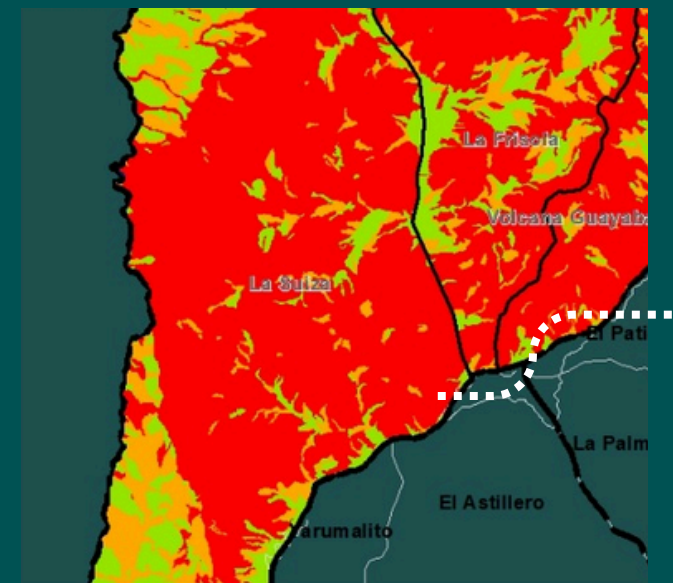 La Frisola
Volcana Guayab
La Suiza
El Pati
La Palm
El Astillero
Yarumalito